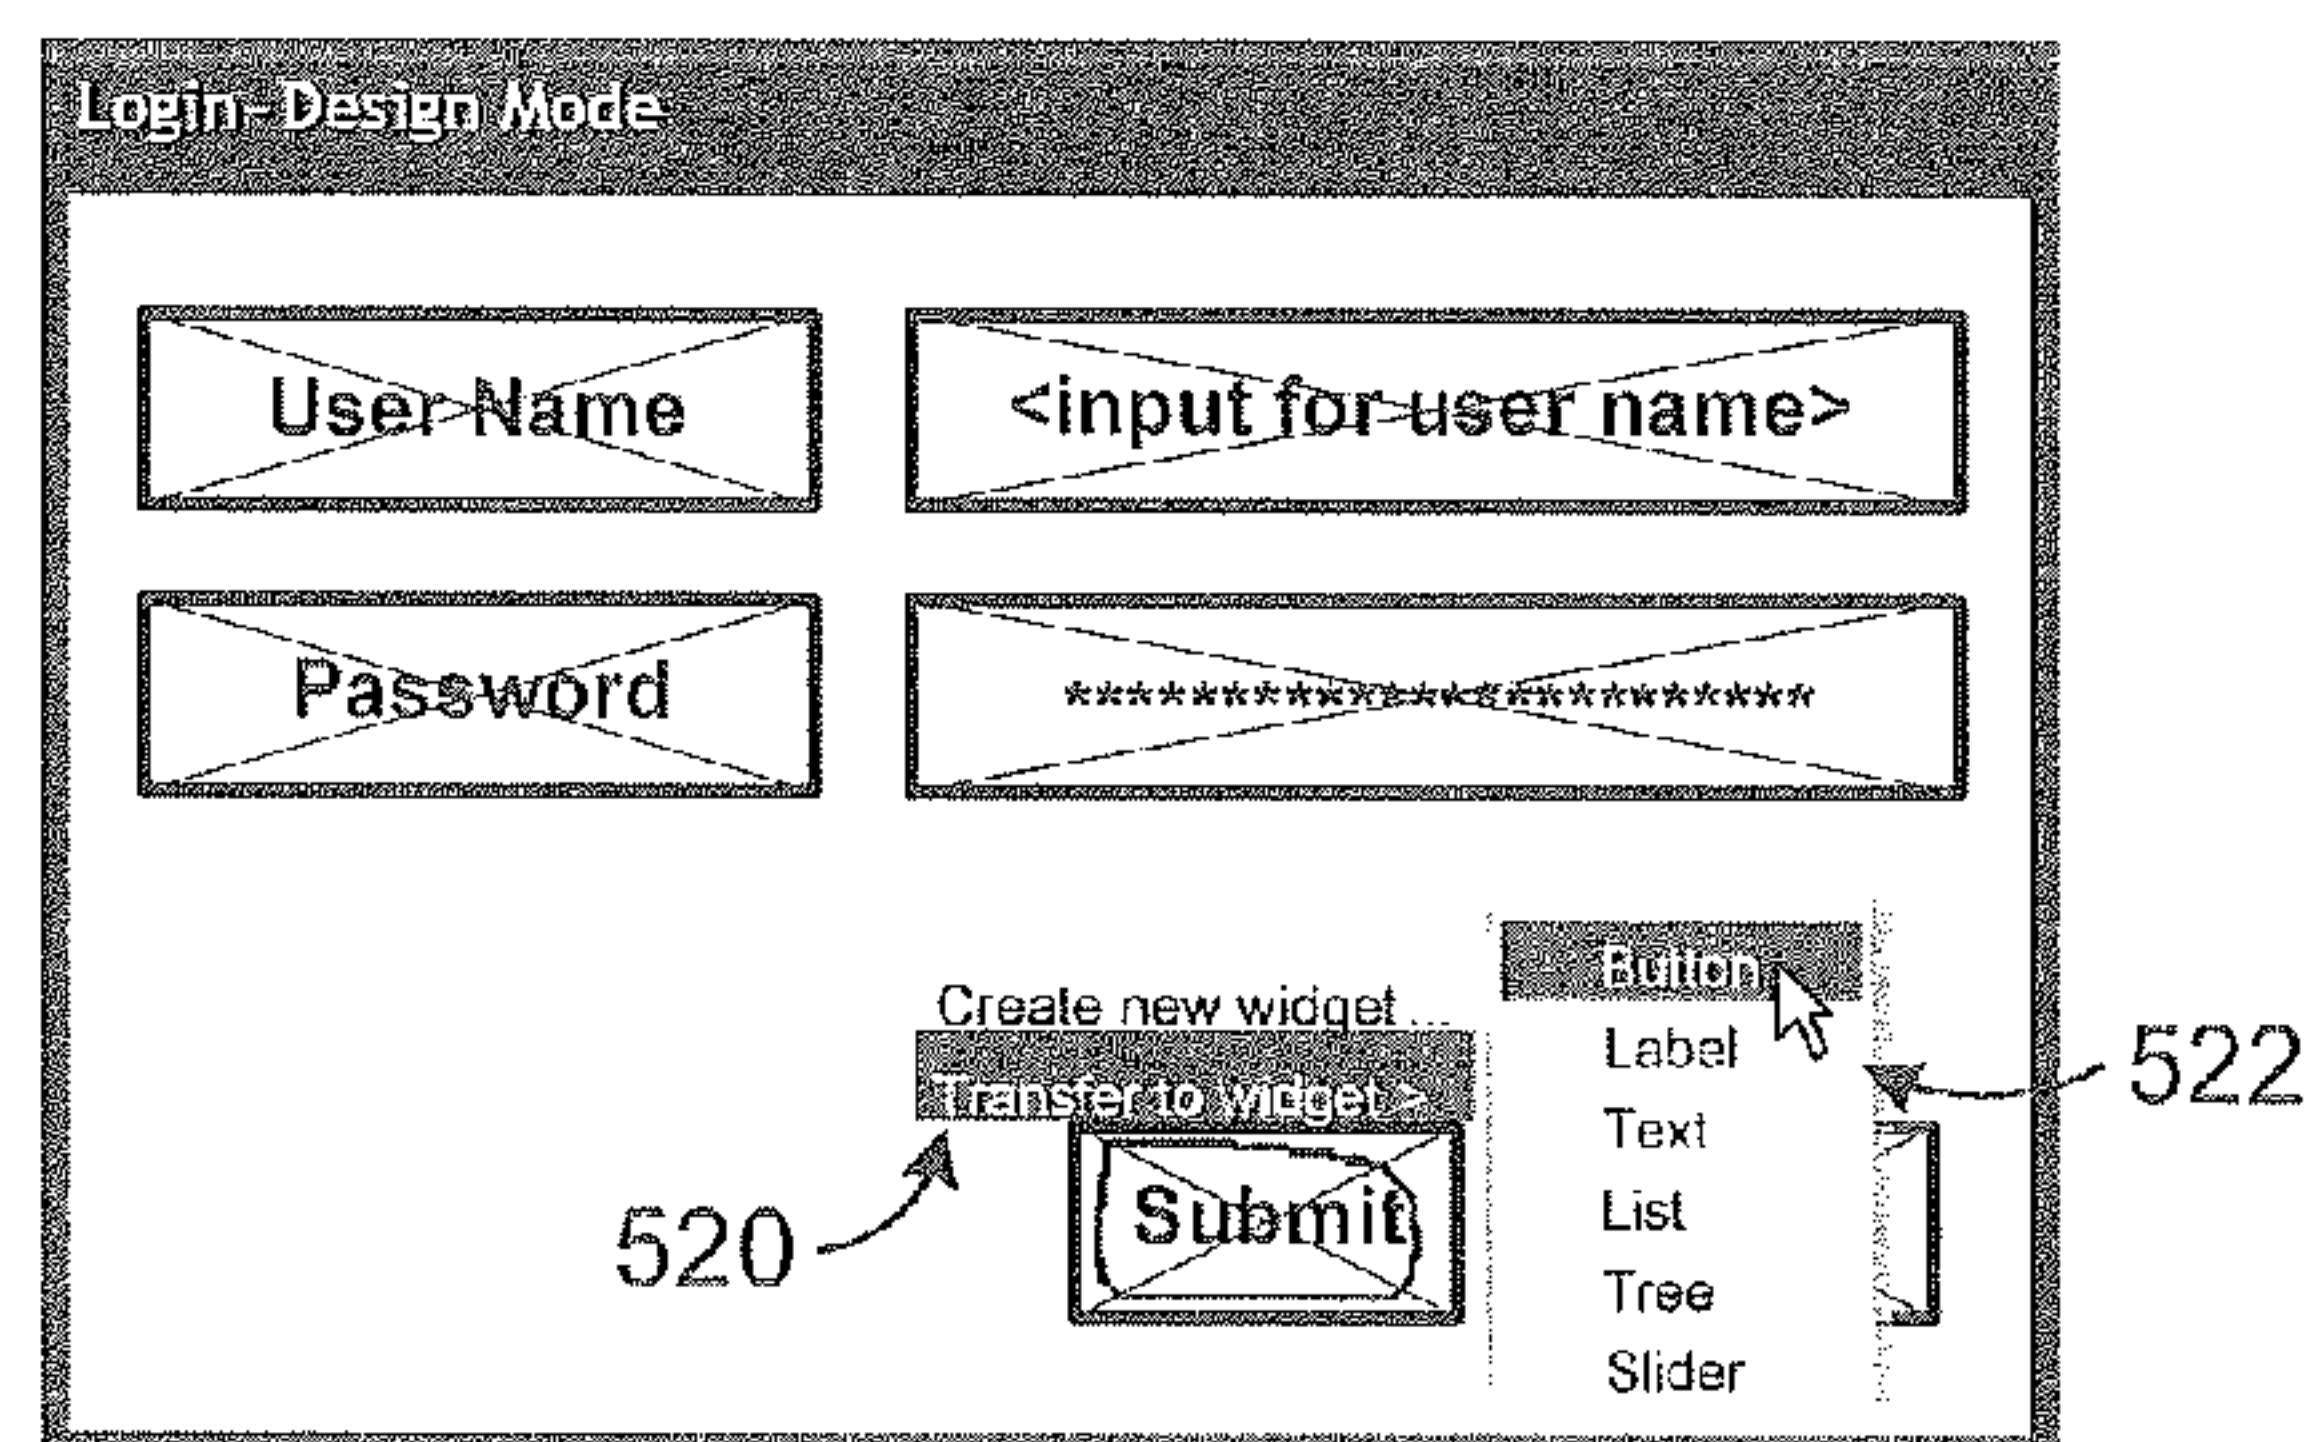 Login-Design Mode
User Name
<input for user name>
Password
************************
Button
Create new widget ...
Label
522
Transfer to widget >
Text
Submit
List
520
Tree
Slider